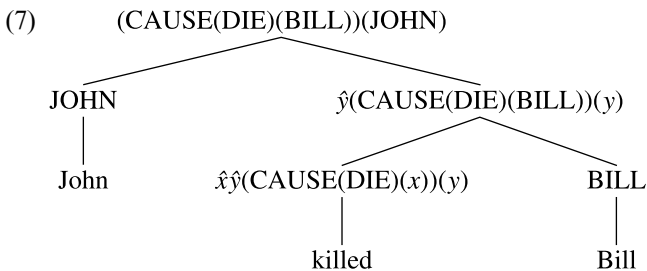 (7) (CAUSE(DIE)(BILL))(JOHN)
JOHN ŷ(CAUSE(DIE)(BILL))(y)
John x̂ŷ(CAUSE(DIE)(x))(y) BILL
killed Bill